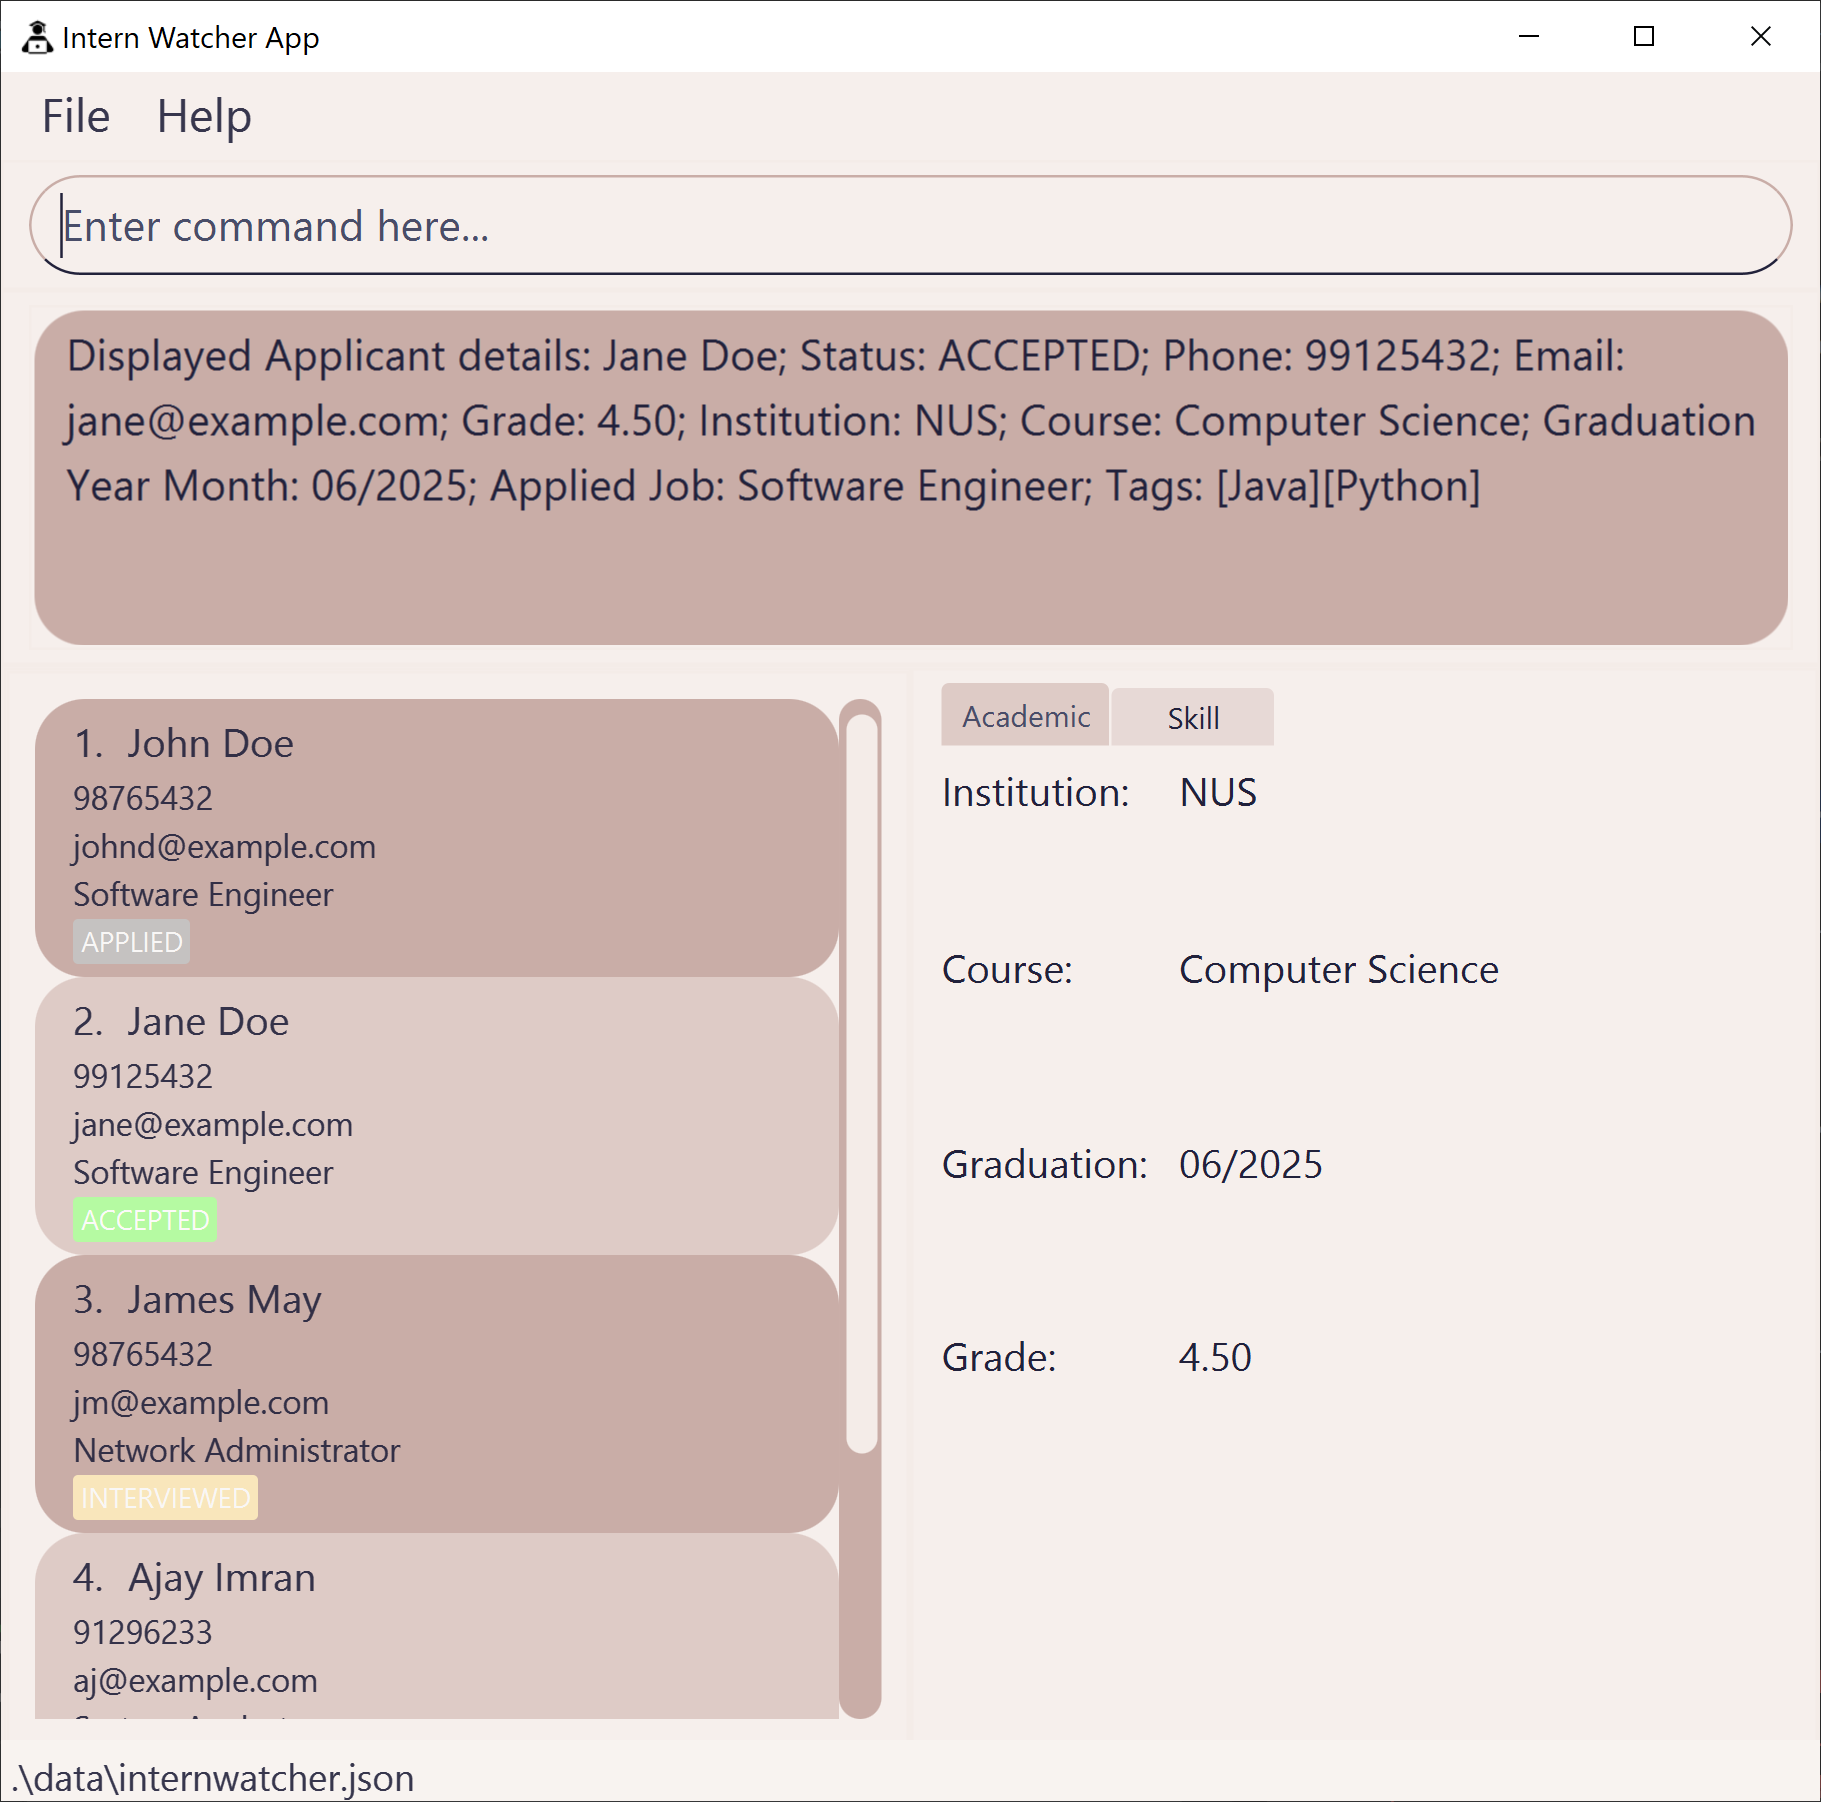 Intern Watcher App
File Help
Enter command here...
Displayed Applicant details: Jane Doe; Status: ACCEPTED; Phone: 99125432; Email:
jane@example.com; Grade: 4.50; Institution: NUS; Course: Computer Science; Graduation
Year Month: 06/2025; Applied Job: Software Engineer; Tags: [Java][Python]
1. John Doe
98765432
johnd@example.com
Software Engineer
APPLIED
2. Jane Doe
99125432
jane@example.com
Software Engineer
ACCEPTED
3. James May
98765432
jm@example.com
Network Administrator
INTERVIEWED
4. Ajay Imran
91296233
aj@example.com
Academic Skill
Institution: NUS
Course: Computer Science
Graduation: 06/2025
Grade: 4.50
.\data\internwatcher.json